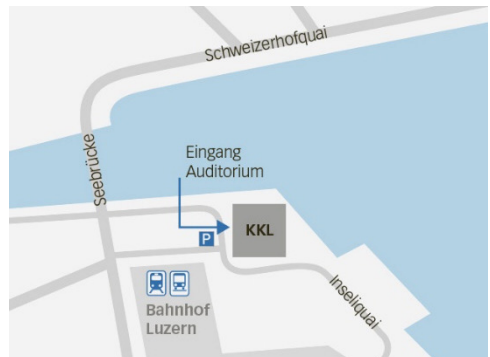 Schweizerhofquai
Seebrücke
Eingang
Auditorium
P
KKL
Inseliquai
Bahnhof
Luzern